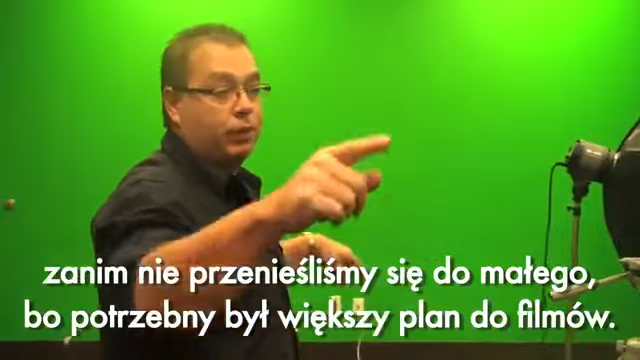 zanim nie przenieśliśmy się do małego,
bo potrzebny był większy plan do filmów.